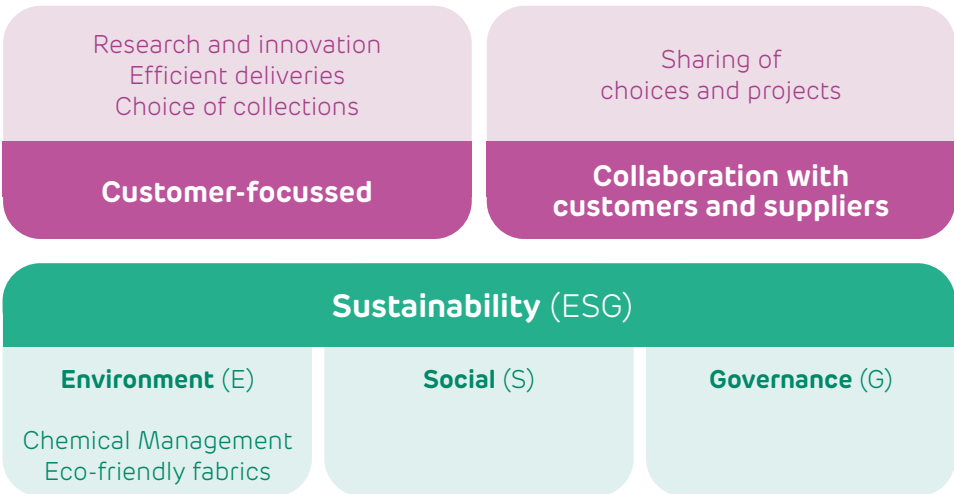 Research and innovation
Efficient deliveries
Choice of collections
Customer-focussed
Sharing of
choices and projects
Collaboration with
customers and suppliers
Sustainability (ESG)
Environment (E)
Chemical Management
Eco-friendly fabrics
Social (S)
Governance (G)